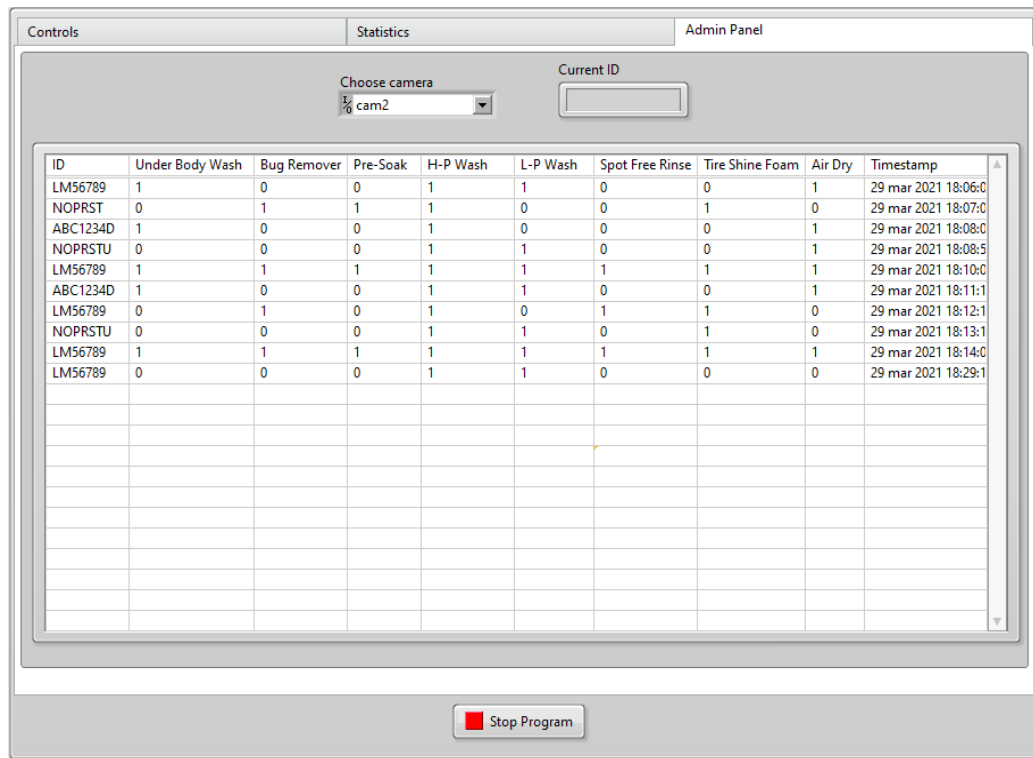 Controls Statistics Admin Panel
Choose camera Current ID
I/0 cam2
ID Under Body Wash Bug Remover Pre-Soak H-P Wash L-P Wash Spot Free Rinse Tire Shine Foam Air Dry Timestamp
LM56789 1 0 0 1 1 0 0 1 29 mar 2021 18:06:0
NOPRST 0 1 1 1 0 0 1 0 29 mar 2021 18:07:0
ABC1234D 1 0 0 1 0 0 0 1 29 mar 2021 18:08:0
NOPRSTU 0 0 0 1 1 0 0 1 29 mar 2021 18:08:5
LM56789 1 1 1 1 1 1 1 1 29 mar 2021 18:10:0
ABC1234D 1 0 0 1 1 0 0 1 29 mar 2021 18:11:1
LM56789 0 1 0 1 0 1 1 0 29 mar 2021 18:12:1
NOPRSTU 0 0 0 1 1 0 1 0 29 mar 2021 18:13:1
LM56789 1 1 1 1 1 1 1 1 29 mar 2021 18:14:0
LM56789 0 0 0 1 1 0 0 0 29 mar 2021 18:29:1
Stop Program